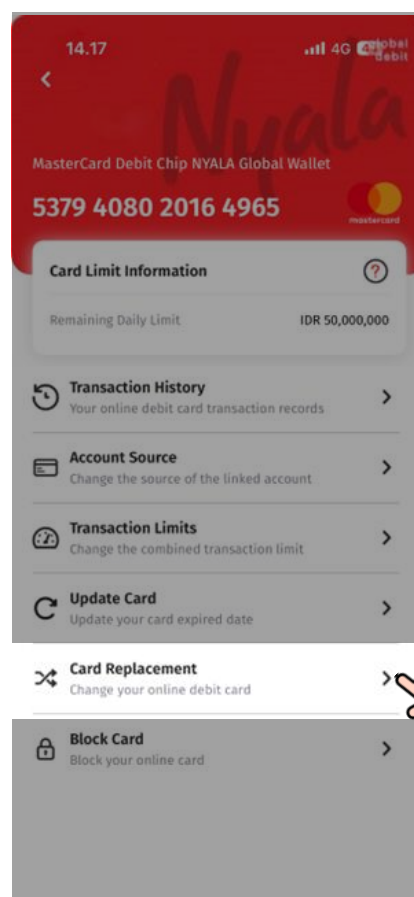 14.17
4G
global
debit
Nyala
MasterCard Debit Chip NYALA Global Wallet
5379 4080 2016 4965
mastercard
Card Limit Information
?
Remaining Daily Limit IDR 50,000,000
Transaction History
Your online debit card transaction records
Account Source
Change the source of the linked account
Transaction Limits
Change the combined transaction limit
Update Card
Update your card expired date
Card Replacement
Change your online debit card
Block Card
Block your online card